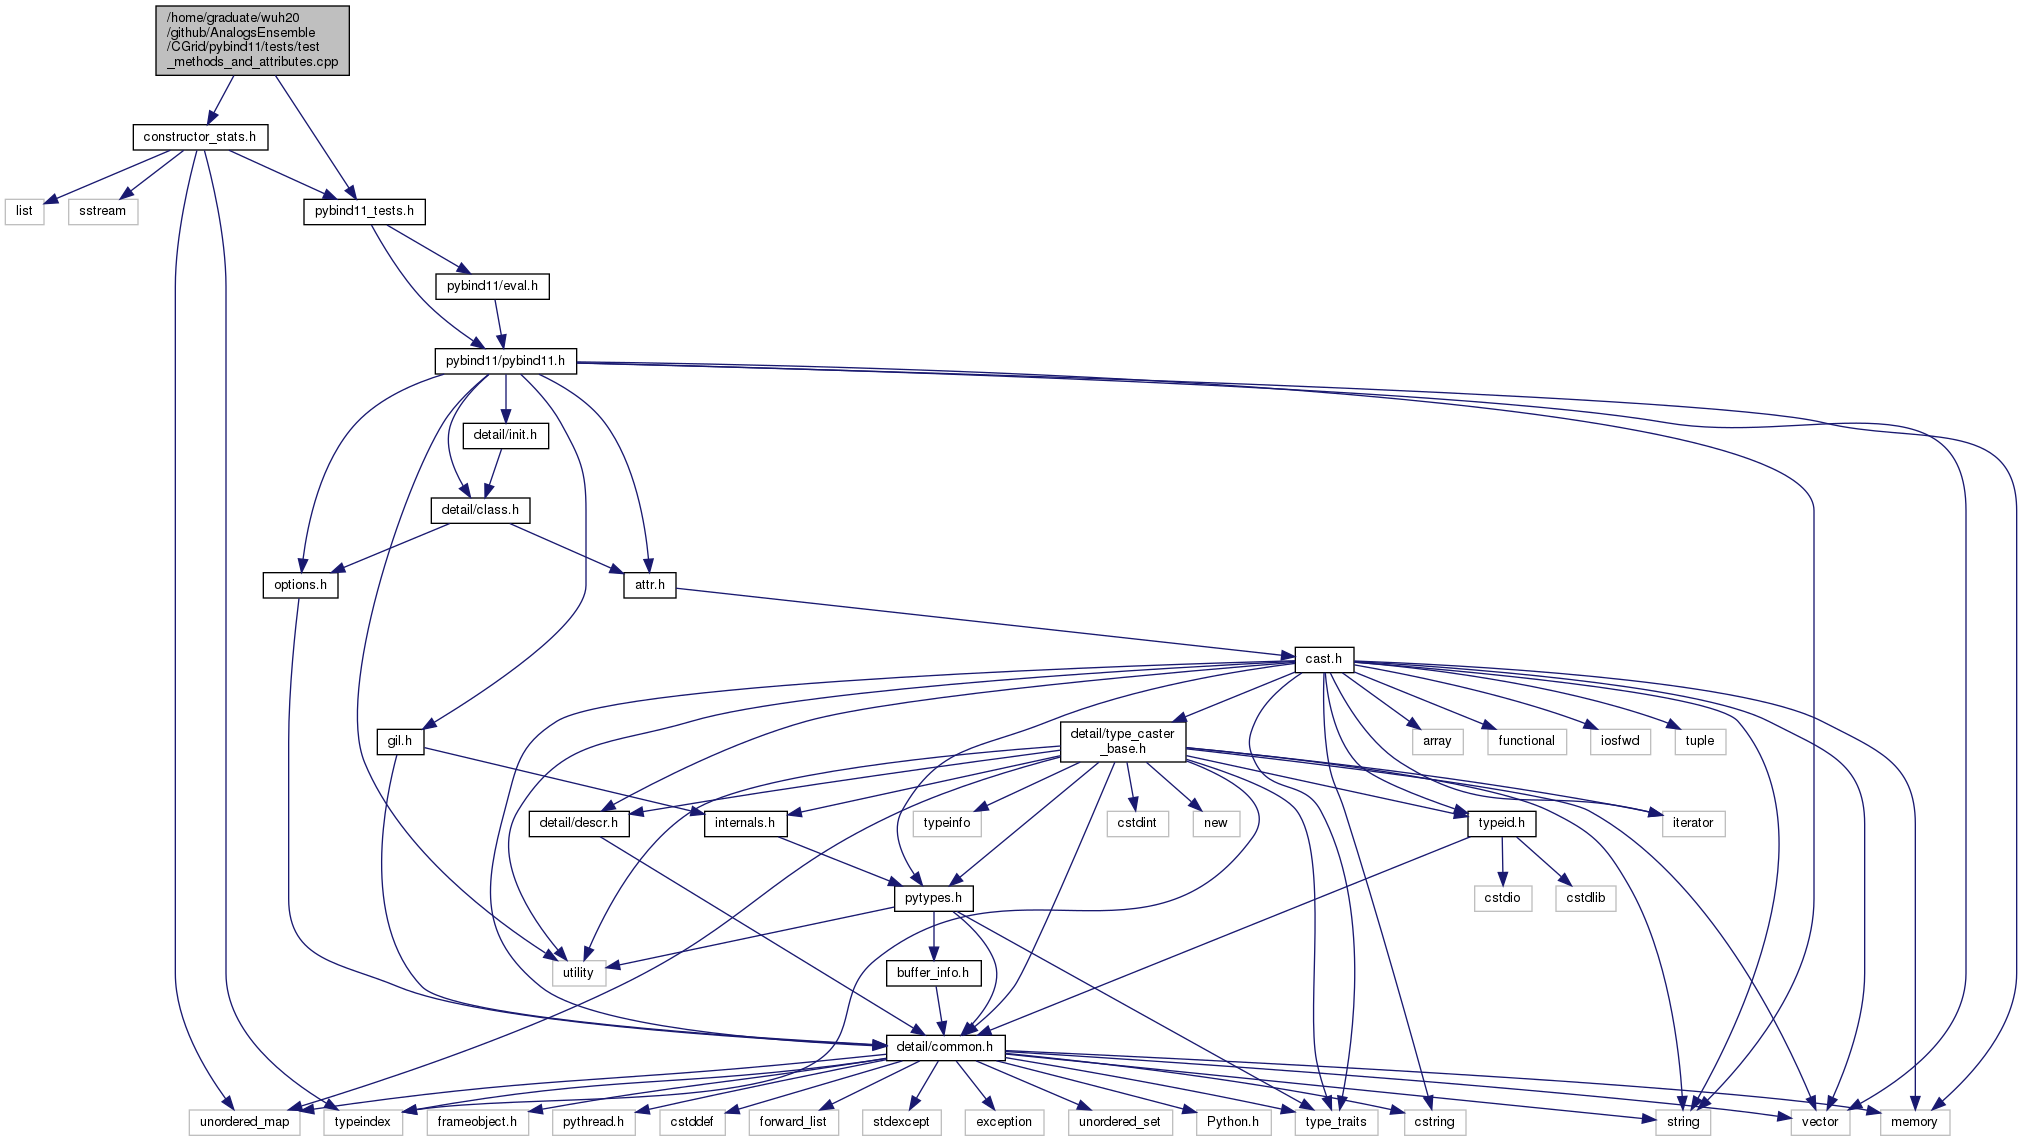 /home/graduate/wuh20
/github/AnalogsEnsemble
/CGrid/pybind11/tests/test
_methods_and_attributes.cpp
constructor_stats.h
list
sstream
pybind11_tests.h
pybind11/eval.h
pybind11/pybind11.h
detail/init.h
detail/class.h
options.h
attr.h
cast.h
gil.h
detail/type_caster
_base.h
array
functional
iosfwd
tuple
detail/descr.h
internals.h
typeinfo
cstdint
new
typeid.h
iterator
pytypes.h
cstdio
cstdlib
utility
buffer_info.h
detail/common.h
unordered_map
typeindex
frameobject.h
pythread.h
cstddef
forward_list
stdexcept
exception
unordered_set
Python.h
type_traits
cstring
string
vector
memory